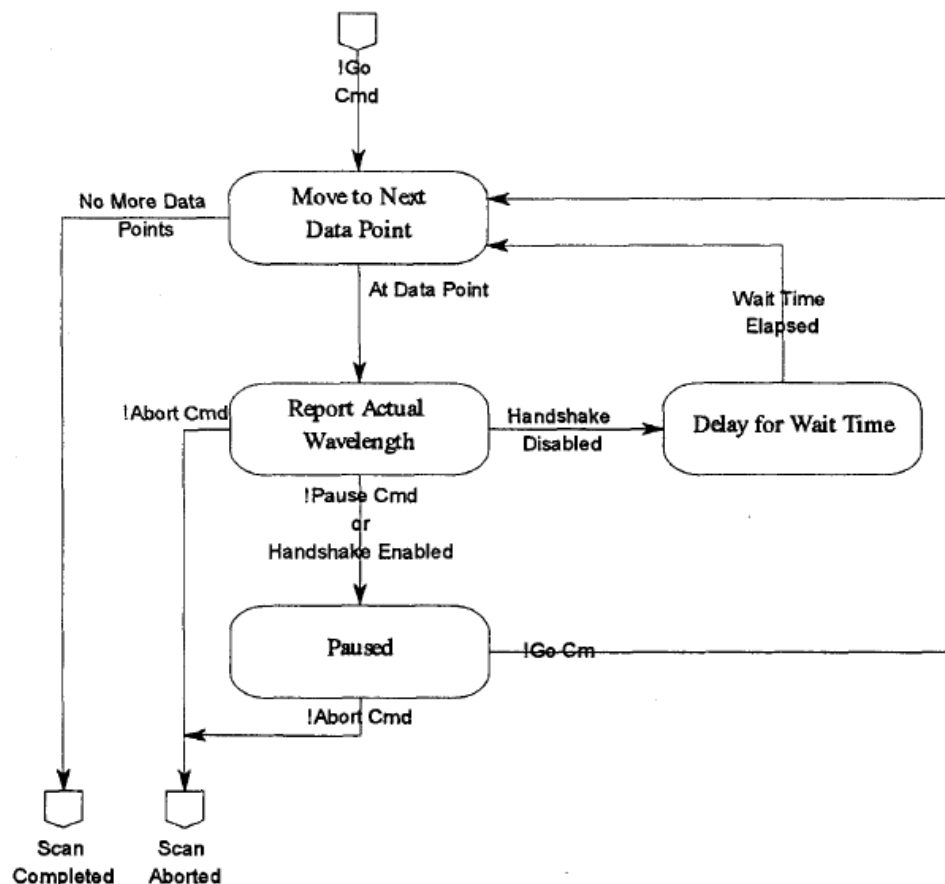 !Go
Cmd
Move to Next
Data Point
No More Data
Points
At Data Point
Wait Time
Elapsed
!Abort Cmd
Report Actual
Wavelength
Handshake
Disabled
Delay for Wait Time
!Pause Cmd
or
Handshake Enabled
Paused
!Go Cm
!Abort Cmd
Scan
Completed
Scan
Aborted